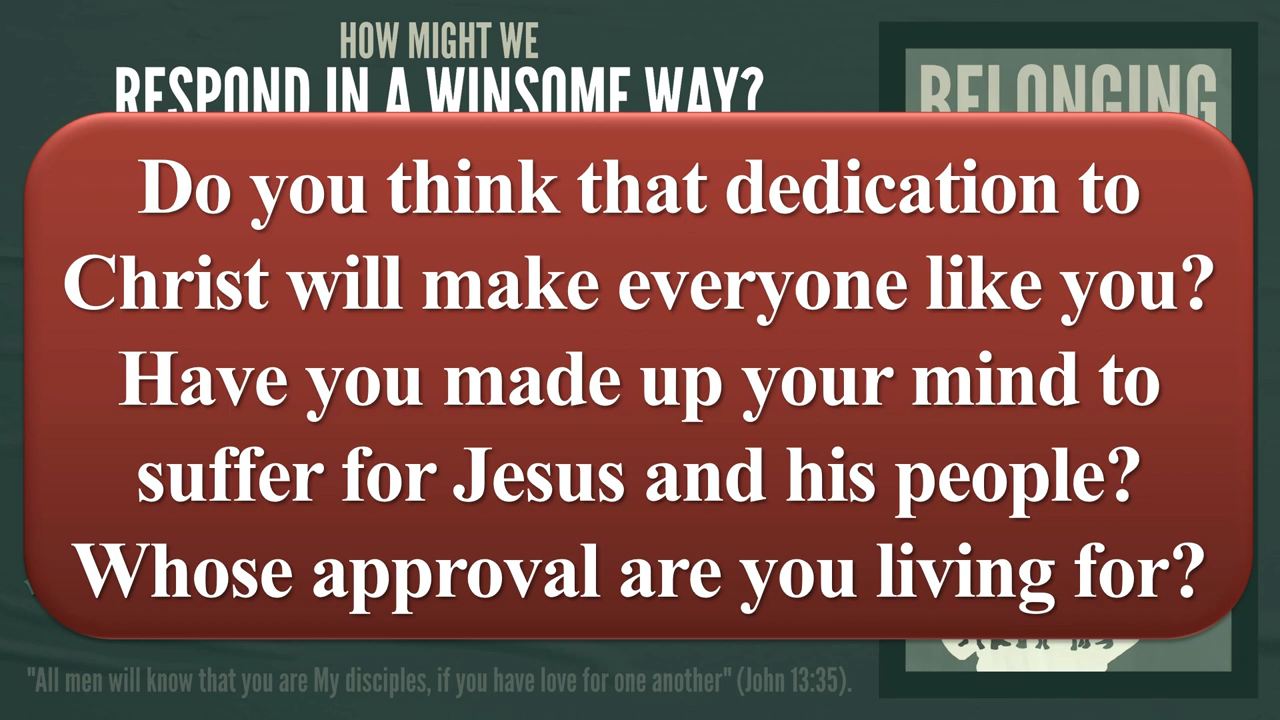 HOW MIGHT WE
RESPOND IN A WINSOME WAY?
BELONGING
Do you think that dedication to
Christ will make everyone like you?
Have you made up your mind to
suffer for Jesus and his people?
Whose approval are you living for?
"All men will know that you are My disciples, if you have love for one another" (John 13:35).